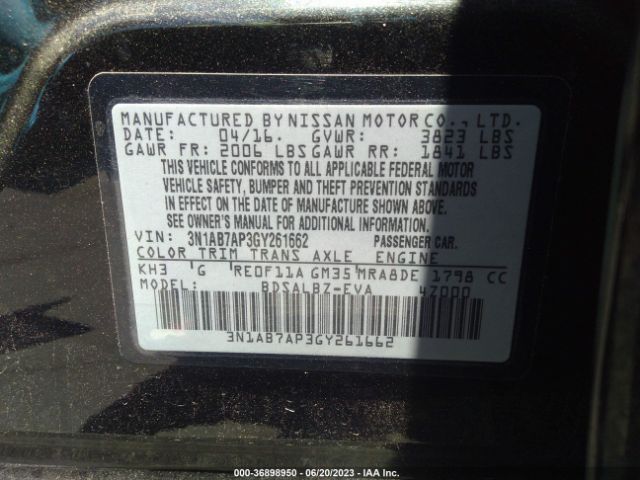 MANUFACTURED BY NISSAN MOTOR CO., LTD.
DATE: 04/16. GVWR: 3823 LBS
GAWR FR: 2006 LBS GAWR RR: 1841 LBS
THIS VEHICLE CONFORMS TO ALL APPLICABLE FEDERAL MOTOR
VEHICLE SAFETY, BUMPER AND THEFT PREVENTION STANDARDS
IN EFFECT ON THE DATE OF MANUFACTURE SHOWN ABOVE.
SEE OWNER'S MANUAL FOR ADDITIONAL INFORMATION.
VIN: 3N1AB7AP3GY261662 PASSENGER CAR.
COLOR TRIM TRANS AXLE ENGINE
KH3 G RE0F11A GM35 MRA8DE 1798 CC
MODEL: BDSALBZ-EVA 4Z000
3N1AB7AP3GY261662
000-36898950 | 06/20/2023 | IAA Inc.